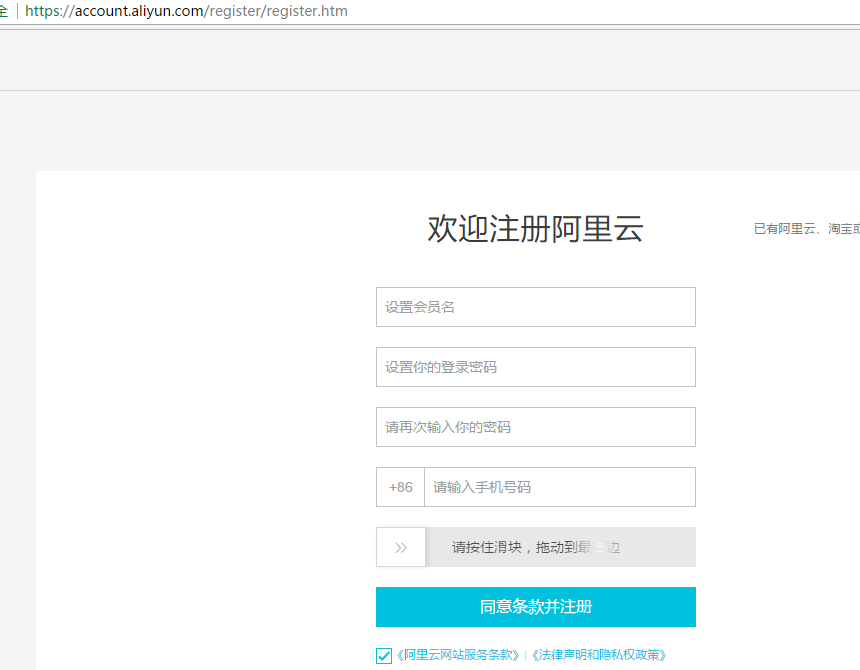 全 | https://account.aliyun.com/register/register.htm
欢迎注册阿里云
已有阿里云、淘宝或
设置会员名
设置你的登录密码
请再次输入你的密码
+86 请输入手机号码
>> 请按住滑块，拖动到最右边
同意条款并注册
《阿里云网站服务条款》 | 《法律声明和隐私权政策》